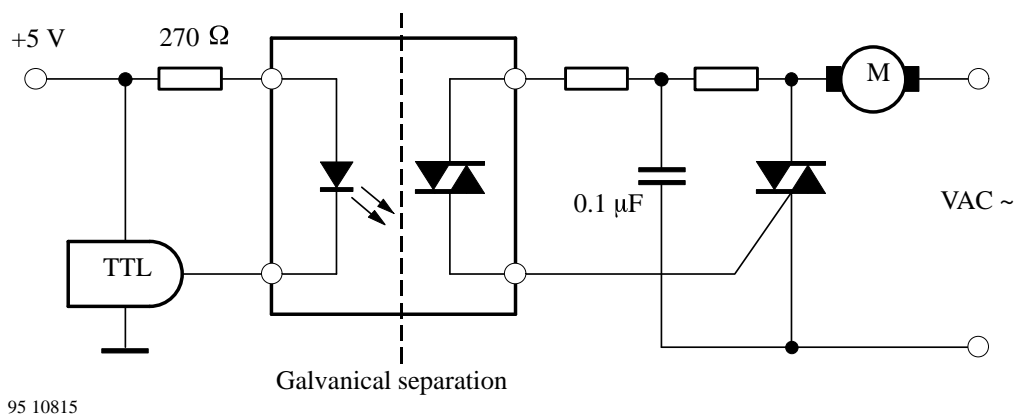 +5 V
270 Ω
M
0.1 μF
VAC ~
TTL
Galvanical separation
95 10815